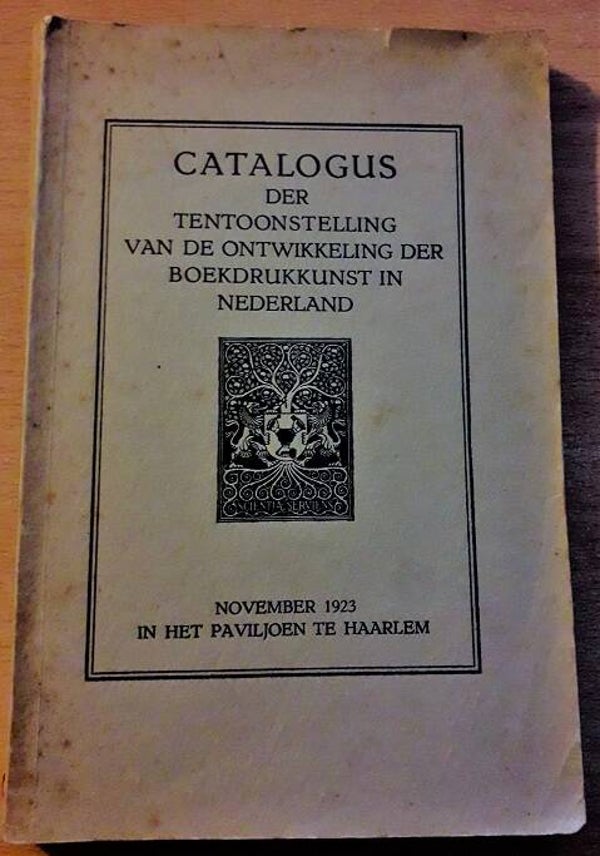 CATALOGUS
DER
TENTOONSTELLING
VAN DE ONTWIKKELING DER
BOEKDRUKKUNST IN
NEDERLAND
SCIENTIA SERVIENS
NOVEMBER 1923
IN HET PAVILJOEN TE HAARLEM